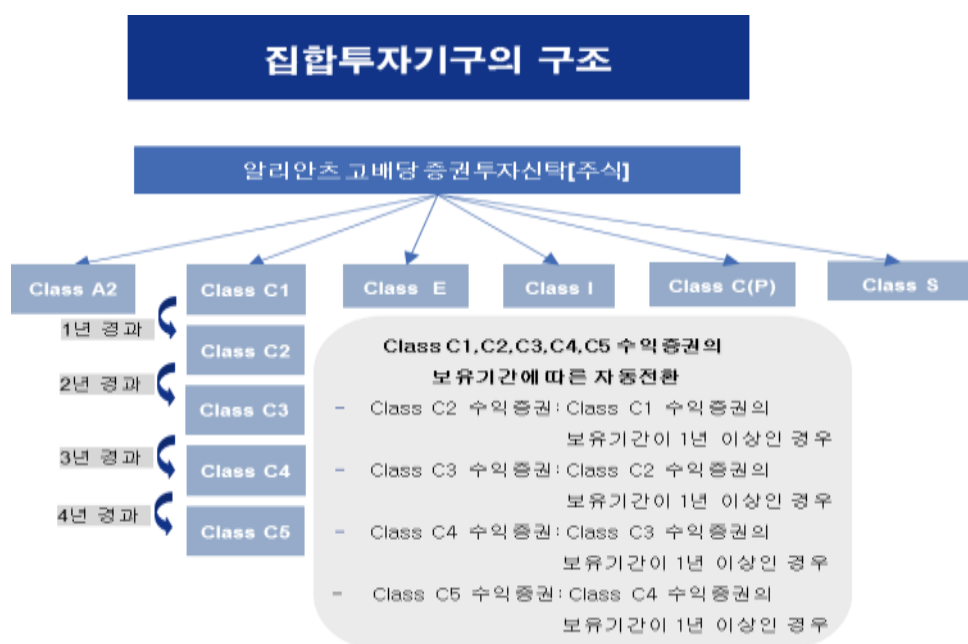 집합투자기구의 구조
알리안츠 고배당 증권투자신탁[주식]
Class A2
Class C1
Class E
Class I
Class C(P)
Class S
1년 경과
Class C2
2년 경과
Class C3
3년 경과
Class C4
4년 경과
Class C5
Class C1,C2,C3,C4,C5 수익증권의
보유기간에 따른 자동전환
- Class C2 수익증권: Class C1 수익증권의
보유기간이 1년 이상인 경우
- Class C3 수익증권: Class C2 수익증권의
보유기간이 1년 이상인 경우
- Class C4 수익증권: Class C3 수익증권의
보유기간이 1년 이상인 경우
- Class C5 수익증권: Class C4 수익증권의
보유기간이 1년 이상인 경우